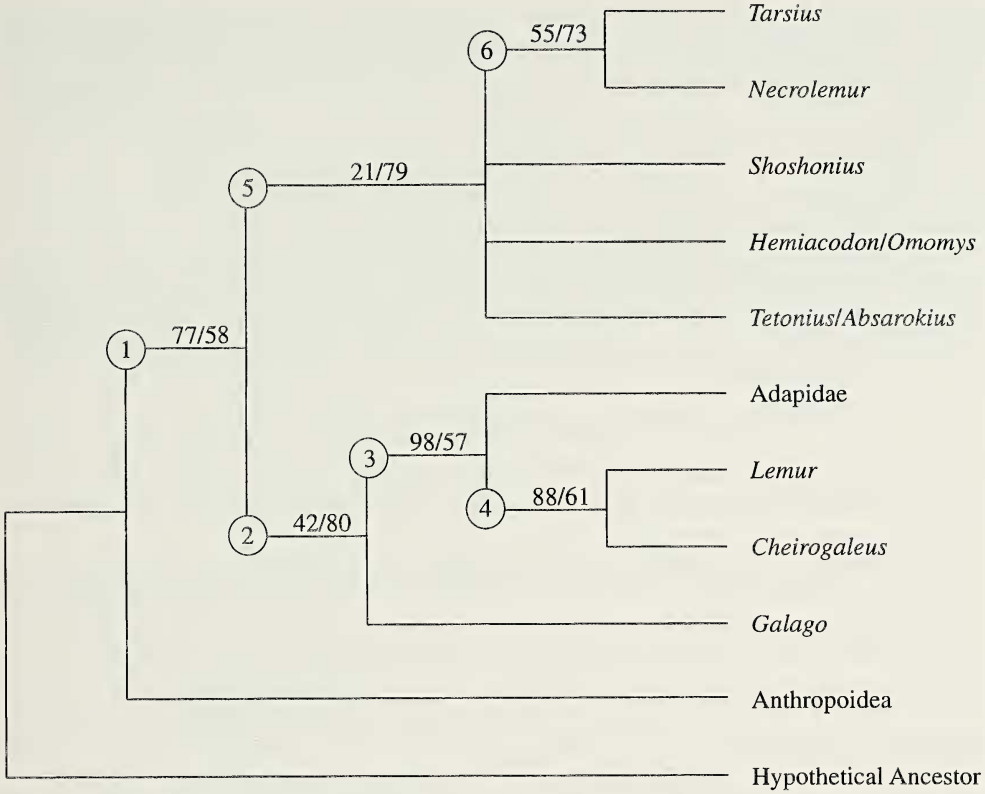 Tarsius
55/73
6
Necrolemur
Shoshonius
21/79
5
Hemiacodon/Omomys
Tetonius/Absarokius
77/58
1
Adapidae
98/57
3
Lemur
88/61
4
42/80
2
Cheirogaleus
Galago
Anthropoidea
Hypothetical Ancestor